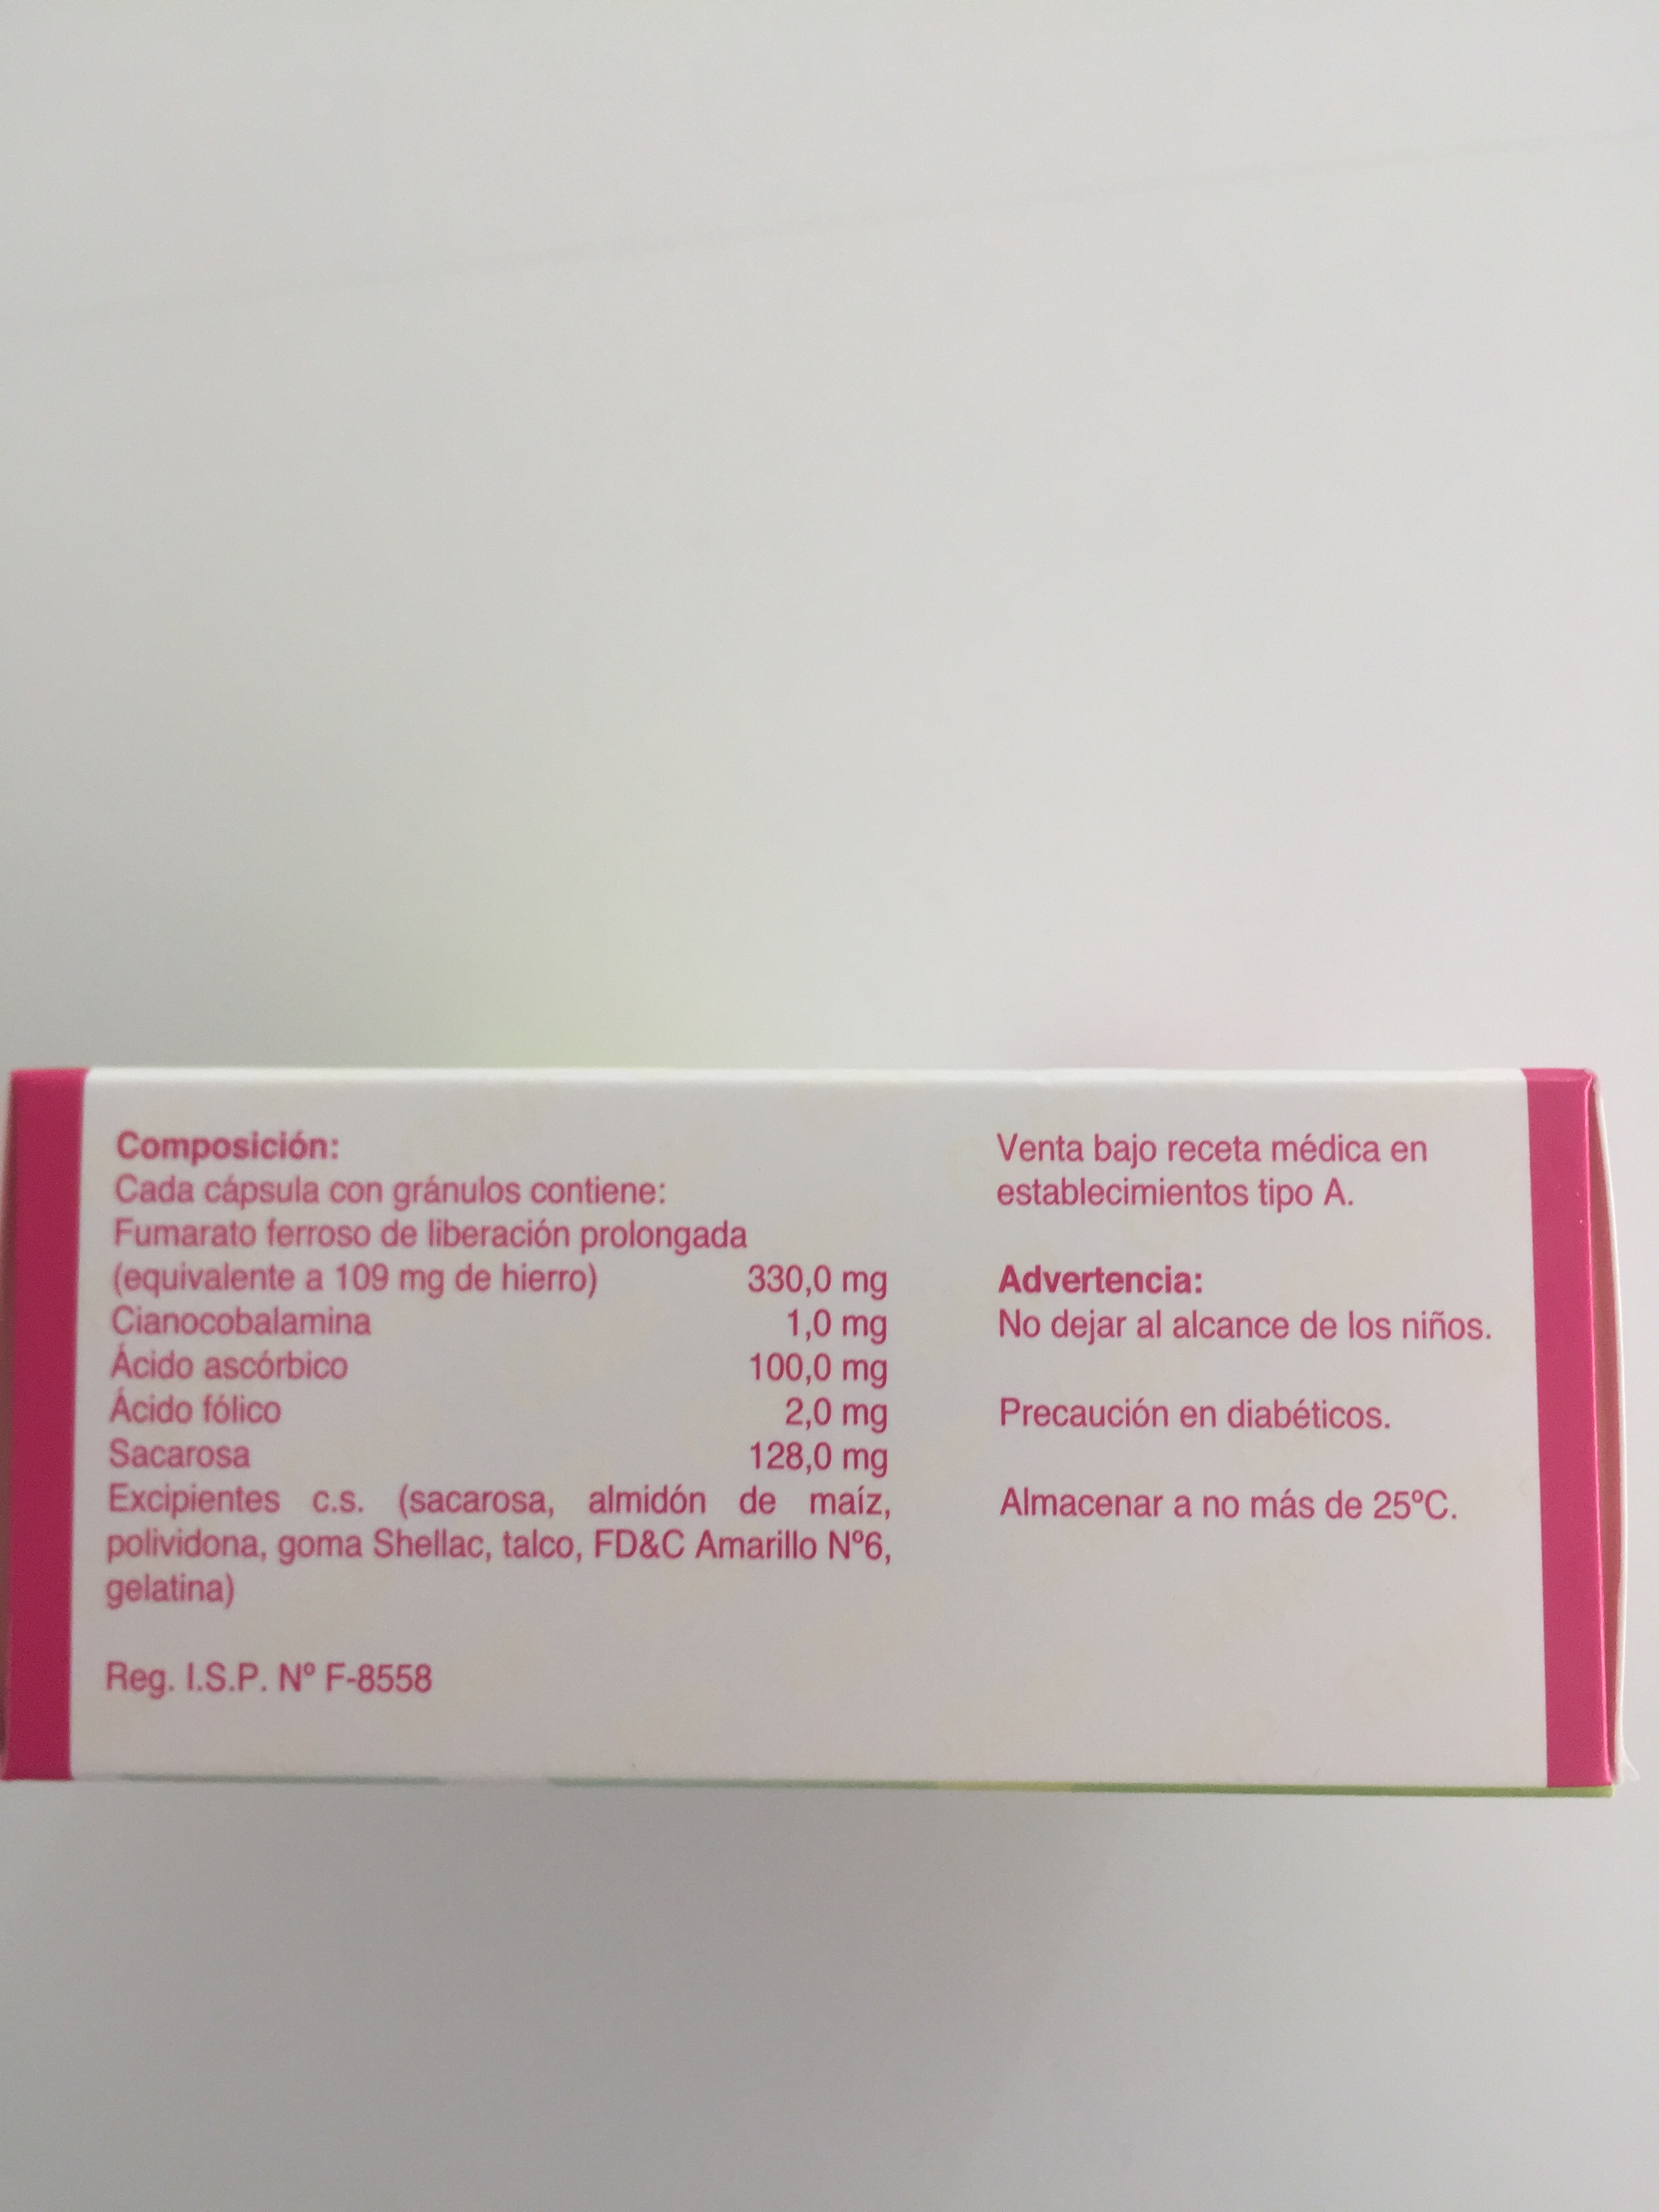 Composición:
Cada cápsula con gránulos contiene:
Fumarato ferroso de liberación prolongada
(equivalente a 109 mg de hierro) 330,0 mg
Cianocobalamina 1,0 mg
Ácido ascórbico 100,0 mg
Ácido fólico 2,0 mg
Sacarosa 128,0 mg
Excipientes c.s. (sacarosa, almidón de maíz,
polividona, goma Shellac, talco, FD&C Amarillo Nº6,
gelatina)
Reg. I.S.P. Nº F-8558
Venta bajo receta médica en
establecimientos tipo A.
Advertencia:
No dejar al alcance de los niños.
Precaución en diabéticos.
Almacenar a no más de 25ºC.